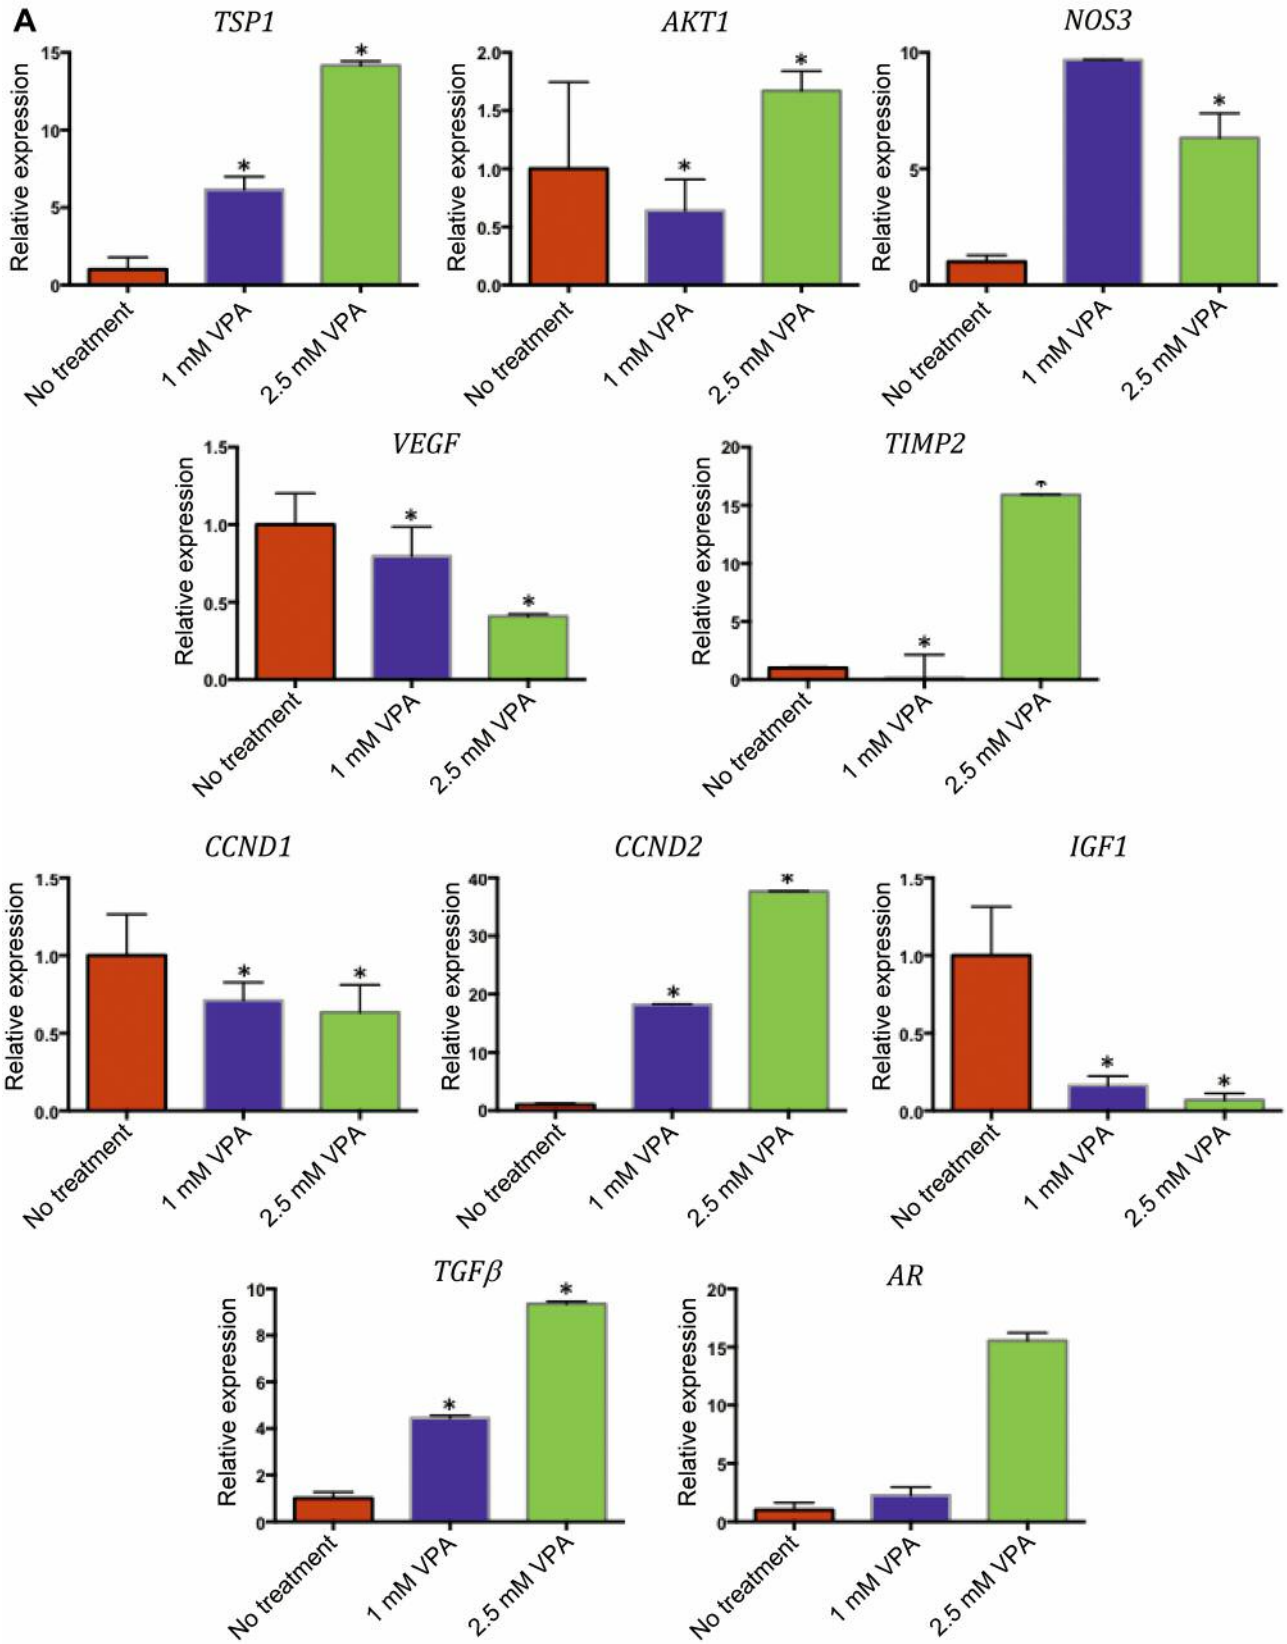 A
TSP1
AKT1
NOS3
Relative expression
15
10
5
0
*
*
No treatment
1 mM VPA
2.5 mM VPA
Relative expression
2.0
1.5
1.0
0.5
0.0
*
*
No treatment
1 mM VPA
2.5 mM VPA
Relative expression
10
5
0
*
No treatment
1 mM VPA
2.5 mM VPA
VEGF
TIMP2
Relative expression
1.5
1.0
0.5
0.0
*
*
No treatment
1 mM VPA
2.5 mM VPA
Relative expression
20
15
10
5
0
*
*
No treatment
1 mM VPA
2.5 mM VPA
CCND1
CCND2
IGF1
Relative expression
1.5
1.0
0.5
0.0
*
*
No treatment
1 mM VPA
2.5 mM VPA
Relative expression
40
30
20
10
0
*
*
No treatment
1 mM VPA
2.5 mM VPA
Relative expression
1.5
1.0
0.5
0.0
*
*
No treatment
1 mM VPA
2.5 mM VPA
TGFβ
AR
Relative expression
10
8
6
4
2
0
*
*
No treatment
1 mM VPA
2.5 mM VPA
Relative expression
20
15
10
5
0
No treatment
1 mM VPA
2.5 mM VPA